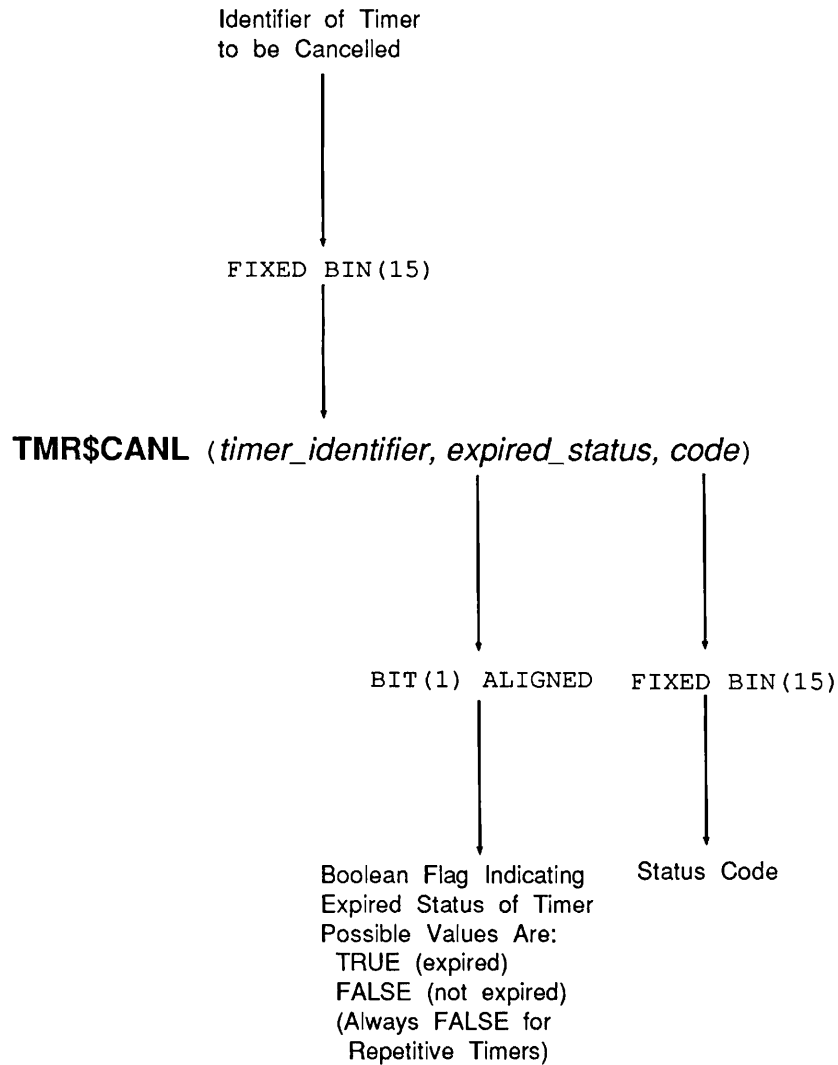 Identifier of Timer
to be Cancelled
FIXED BIN(15)
TMR$CANL (timer_identifier, expired_status, code)
BIT(1) ALIGNED FIXED BIN(15)
Boolean Flag Indicating
Expired Status of Timer
Possible Values Are:
TRUE (expired)
FALSE (not expired)
(Always FALSE for
Repetitive Timers)
Status Code